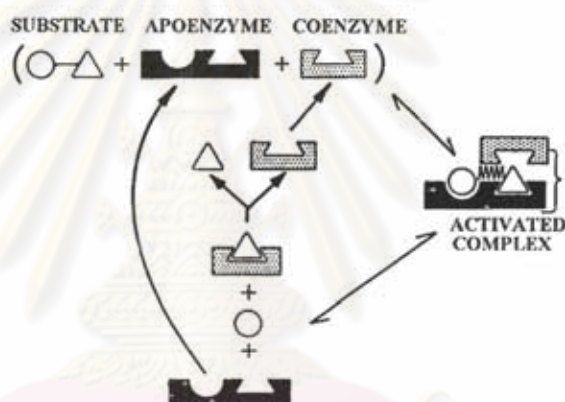 SUBSTRATE APOENZYME COENZYME
( + + )
ACTIVATED
COMPLEX
+
+